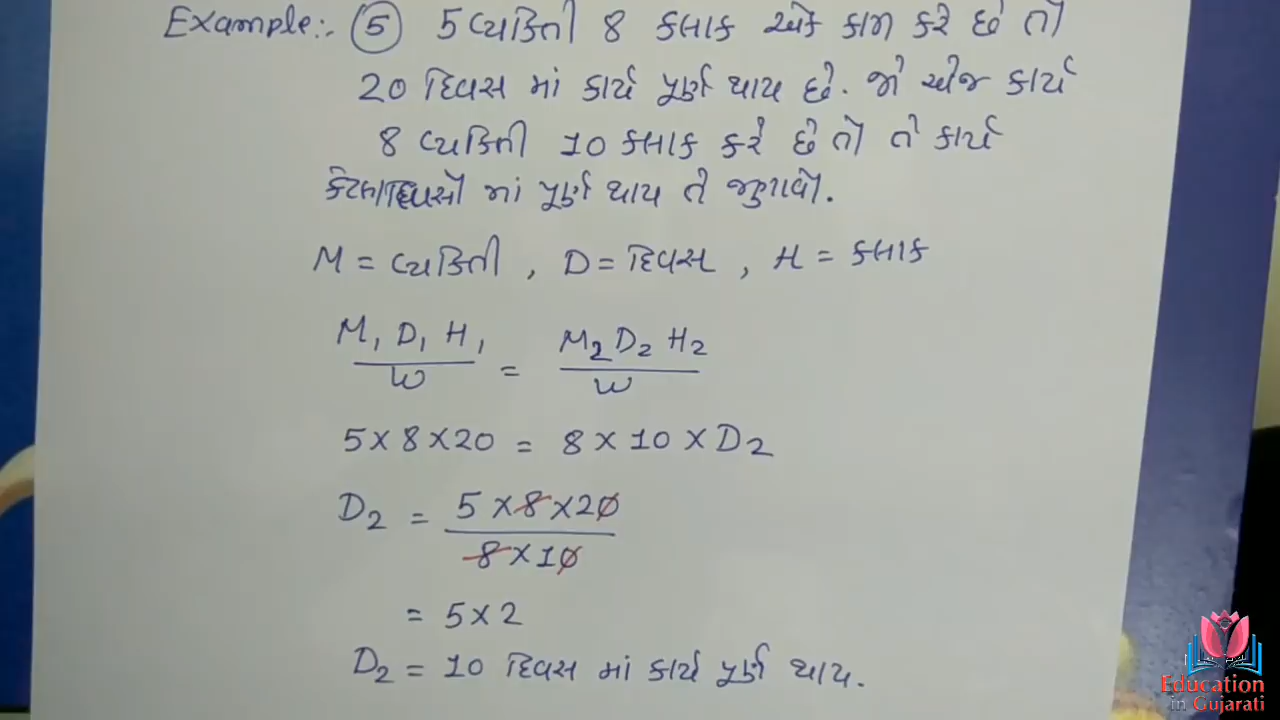 Example:- ⑤ 5 વ્યક્તિ 8 કલાક એક કામ કરે છે તો
20 દિવસ માં કાર્ય પૂર્ણ થાય છે. જો એજ કાર્ય
8 વ્યક્તિ 10 કલાક કરે છે તો તે કાર્ય
કેટલા દિવસો માં પૂર્ણ થાય તે જણાવો.
M = વ્યક્તિ , D = દિવસ , H = કલાક
M₁ D₁ H₁ / W = M₂ D₂ H₂ / W
5 × 8 × 20 = 8 × 10 × D₂
D₂ = 5 × 8 × 20 / 8 × 10
= 5 × 2
D₂ = 10 દિવસ માં કાર્ય પૂર્ણ થાય.
Education
in Gujarati